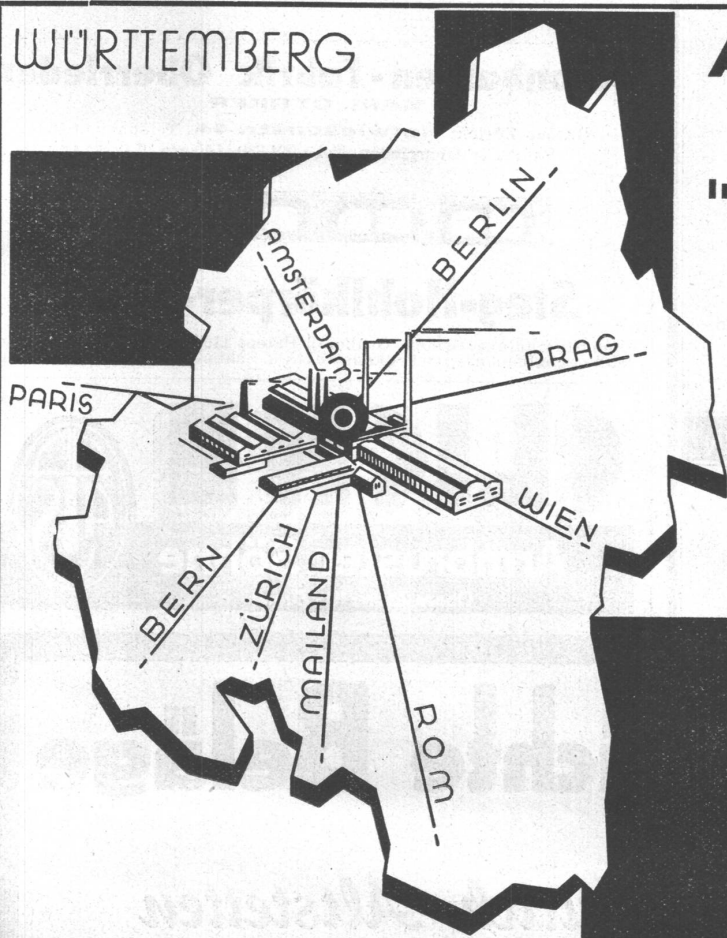 WÜRTTEMBERG
AMSTERDAM
BERLIN
PRAG
PARIS
WIEN
BERN
ZÜRICH
MAILAND
ROM